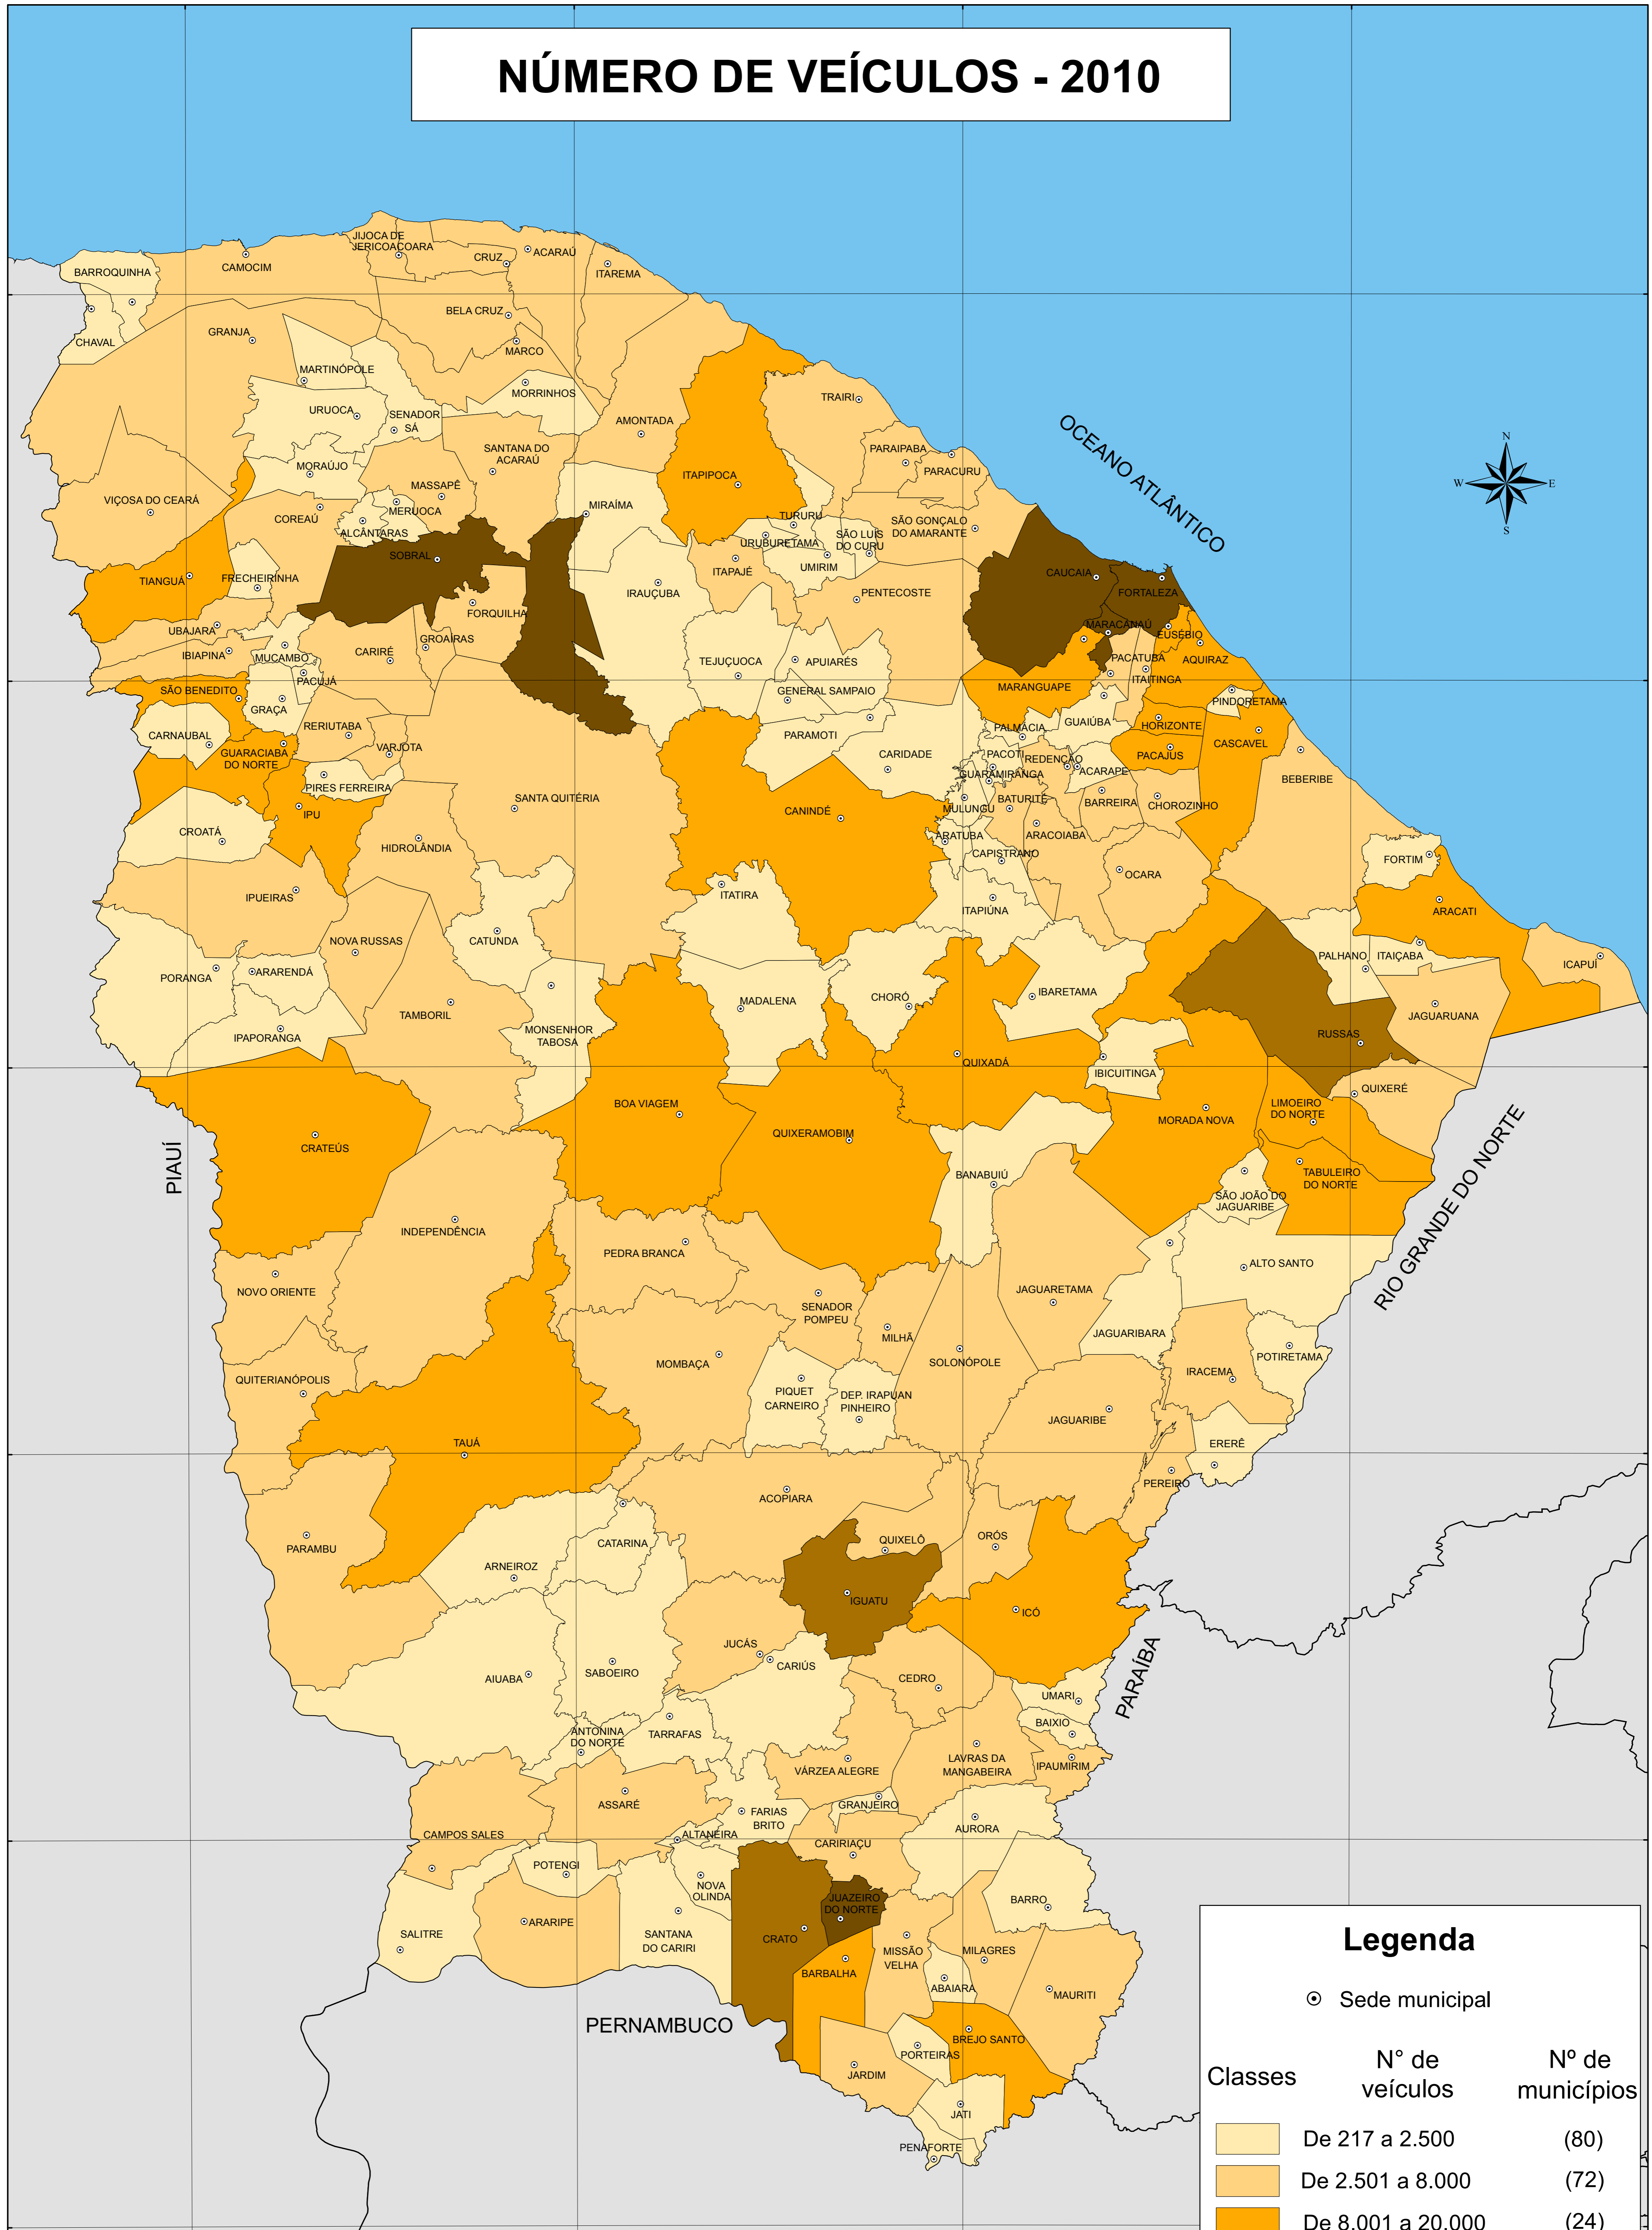 NÚMERO DE VEÍCULOS - 2010
JIJOCA DE
JERICOACOARA
CRUZ
ACARAÚ
ITAREMA
CAMOCIM
BARROQUINHA
CHAVAL
GRANJA
BELA CRUZ
MARCO
MARTINÓPOLE
MORRINHOS
URUOCA
SENADOR
SÁ
AMONTADA
TRAIRI
OCEANO ATLÂNTICO
N
W
E
S
SANTANA DO
ACARAÚ
PARAIPABA
PARACURU
MORAÚJO
ITAPIPOCA
MASSAPÊ
VIÇOSA DO CEARÁ
MERUOCA
MIRAÍMA
COREAÚ
ALCÂNTARAS
TURURU
SÃO GONÇALO
DO AMARANTE
URUBURETAMA
SÃO LUÍS
DO CURU
SOBRAL
UMIRIM
ITAPAJÉ
CAUCAIA
TIANGUÁ
FRECHEIRINHA
IRAUÇUBA
PENTECOSTE
FORTALEZA
FORQUILHA
UBAJARA
MARACANAÚ
EUSÉBIO
GROAÍRAS
IBIAPINA
MUCAMBO
CARIRÉ
TEJUÇUOCA
APUIARÉS
PACATUBA
AQUIRAZ
PACUJÁ
ITAITINGA
SÃO BENEDITO
GENERAL SAMPAIO
MARANGUAPE
PINDORETAMA
GRAÇA
RERIUTABA
CARNAUBAL
PARAMOTI
PALMÁCIA
GUAIÚBA
HORIZONTE
CASCAVEL
GUARACIABA
DO NORTE
VARJOTA
CARIDADE
PACOTI
REDENÇÃO
PACAJUS
GUARAMIRANGA
ACARAPE
BEBERIBE
PIRES FERREIRA
SANTA QUITÉRIA
MULUNGU
BATURITÉ
BARREIRA
CHOROZINHO
IPU
CANINDÉ
CROATÁ
HIDROLÂNDIA
ARATUBA
ARACOIABA
CAPISTRANO
FORTIM
OCARA
IPUEIRAS
ITATIRA
ITAPIÚNA
ARACATI
NOVA RUSSAS
CATUNDA
PORANGA
ARARENDÁ
PALHANO
ITAIÇABA
ICAPUÍ
MADALENA
CHORÓ
IBARETAMA
TAMBORIL
JAGUARUANA
IPAPORANGA
MONSENHOR
TABOSA
RUSSAS
QUIXADÁ
IBICUITINGA
QUIXERÉ
BOA VIAGEM
LIMOEIRO
DO NORTE
MORADA NOVA
QUIXERAMOBIM
PIAUÍ
CRATEÚS
BANABUIÚ
TABULEIRO
DO NORTE
SÃO JOÃO DO
JAGUARIBE
RIO GRANDE DO NORTE
INDEPENDÊNCIA
PEDRA BRANCA
ALTO SANTO
NOVO ORIENTE
JAGUARETAMA
SENADOR
POMPEU
JAGUARIBARA
MILHÃ
POTIRETAMA
MOMBAÇA
SOLONÓPOLE
IRACEMA
QUITERIANÓPOLIS
PIQUET
CARNEIRO
DEP. IRAPUAN
PINHEIRO
JAGUARIBE
TAUÁ
ERERÊ
PEREIRO
ACOPIARA
ORÓS
QUIXELÔ
PARAMBU
CATARINA
ARNEIROZ
IGUATU
ICÓ
JUCÁS
CARIÚS
SABOEIRO
AIUABA
CEDRO
PARAÍBA
UMARI
BAIXIO
ANTONINA
DO NORTE
TARRAFAS
LAVRAS DA
MANGABEIRA
IPAUMIRIM
VÁRZEA ALEGRE
ASSARÉ
GRANJEIRO
FARIAS
BRITO
AURORA
CAMPOS SALES
ALTANEIRA
CARIRIAÇU
POTENGI
NOVA
OLINDA
JUAZEIRO
DO NORTE
BARRO
ARARIPE
SALITRE
SANTANA
DO CARIRI
CRATO
MISSÃO
VELHA
MILAGRES
BARBALHA
ABAIARA
MAURITI
PERNAMBUCO
BREJO SANTO
PORTEIRAS
JARDIM
JATI
PENAFORTE
Legenda
Sede municipal
Classes
N° de
veículos
Nº de
municípios
De 217 a 2.500 (80)
De 2.501 a 8.000 (72)
De 8.001 a 20.000 (24)